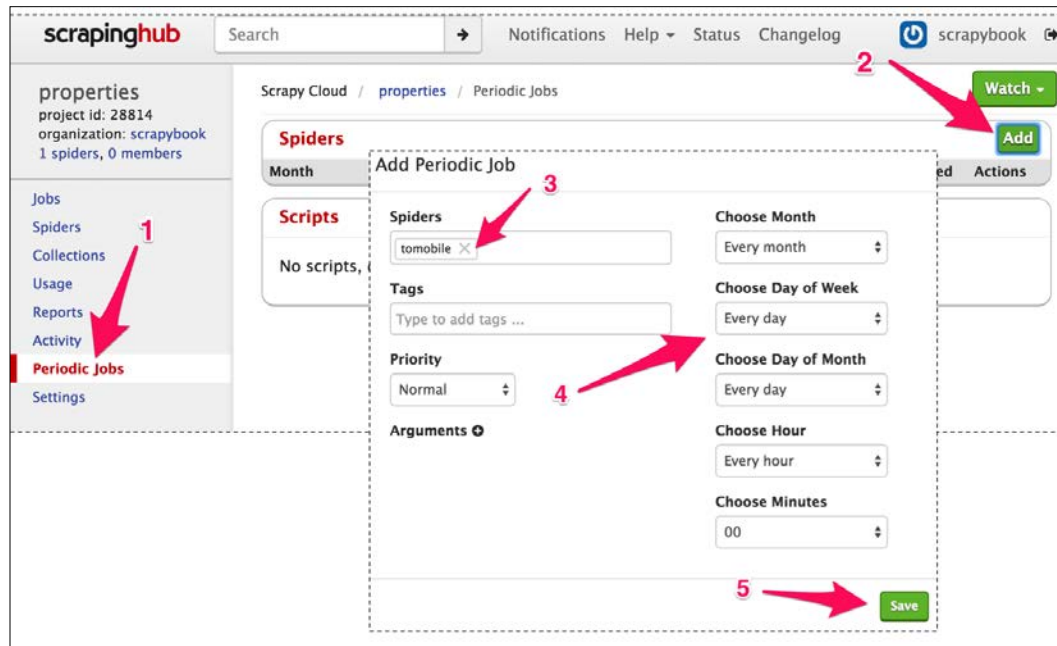 scrapinghub
Search
Notifications Help Status Changelog
scrapybook
2
properties
project id: 28814
organization: scrapybook
1 spiders, 0 members
Scrapy Cloud / properties / Periodic Jobs
Watch
Spiders
Add
Month
ed Actions
Scripts
No scripts,
Jobs
Spiders
Collections
Usage
Reports
Activity
Periodic Jobs
Settings
1
Add Periodic Job
3
Spiders
tomobile
Tags
Type to add tags ...
Priority
Normal
Arguments
4
Choose Month
Every month
Choose Day of Week
Every day
Choose Day of Month
Every day
Choose Hour
Every hour
Choose Minutes
00
5
Save